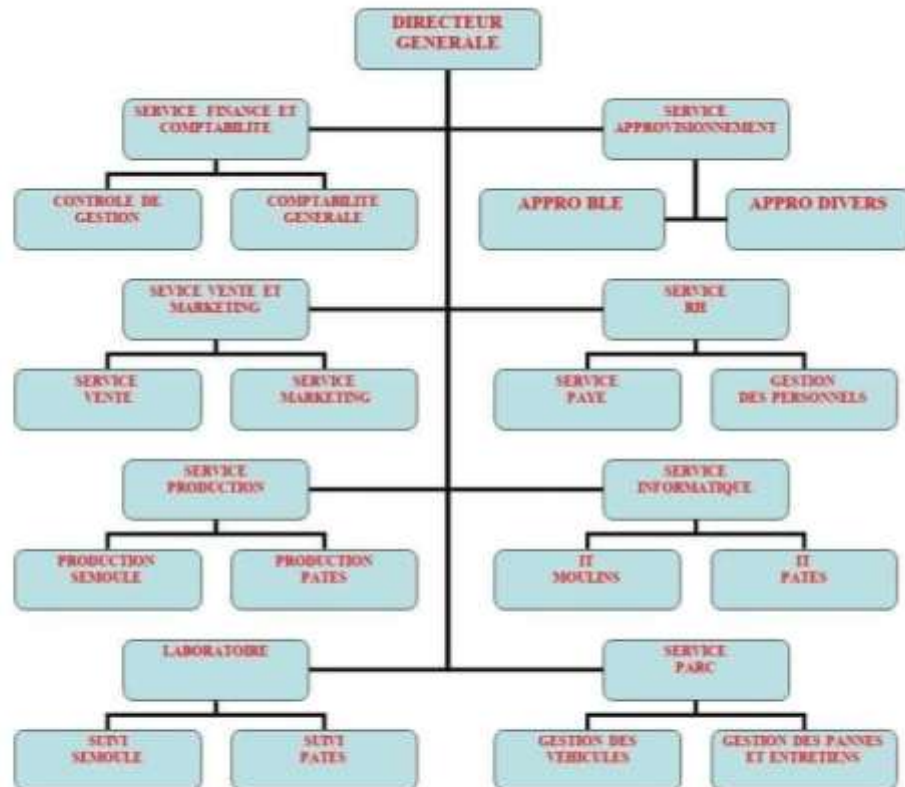 DIRECTEUR
GENERALE
SERVICE FINANCE ET
COMPTABILITE
SERVICE
APPROVISIONNEMENT
CONTROLE DE
GESTION
COMPTABILITE
GENERALE
APPRO BLE
APPRO DIVERS
SEVICE VENTE ET
MARKETING
SERVICE
RH
SERVICE
VENTE
SERVICE
MARKETING
SERVICE
PAYE
GESTION
DES PERSONNELS
SERVICE
PRODUCTION
SERVICE
INFORMATIQUE
PRODUCTION
SEMOULE
PRODUCTION
PATES
IT
MOULINS
IT
PATES
LABORATOIRE
SERVICE
PARC
SUIVI
SEMOULE
SUIVI
PATES
GESTION DES
VEHICULES
GESTION DES PANNES
ET ENTRETIENS